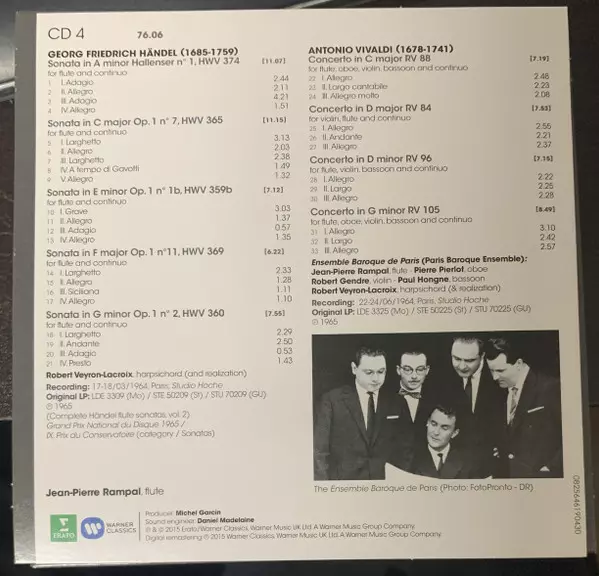 CD 4 76.06
GEORG FRIEDRICH HÄNDEL (1685-1759)
Sonata in A minor Hallenser n° 1, HWV 374 [11.07]
for flute and continuo
1 I.Adagio 2.44
2 II.Allegro 2.11
3 III.Adagio 4.21
4 IV.Allegro 1.51
Sonata in C major Op. 1 n° 7, HWV 365 [11.15]
for flute and continuo
5 I. Larghetto 3.13
6 II.Allegro 2.03
7 III. Larghetto 2.38
8 IV.A tempo di Gavotti 1.49
9 V.Allegro 1.32
Sonata in E minor Op. 1 n° 1b, HWV 359b [7.12]
for flute and continuo
10 I. Grave 3.03
11 II.Allegro 1.37
12 III.Adagio 0.57
13 IV.Allegro 1.35
Sonata in F major Op. 1 n°11, HWV 369 [6.22]
for flute and continuo
14 I. Larghetto 2.33
15 II.Allegro 1.28
16 III. Siciliana 1.11
17 IV.Allegro 1.10
Sonata in G minor Op. 1 n° 2, HWV 360 [7.55]
for flute and continuo
18 I. Larghetto 2.29
19 II.Andante 2.50
20 III.Adagio 0.53
21 IV. Presto 1.43
Robert Veyron-Lacroix, harpsichord (and realization)
Recording: 17-18/03/1964, Paris, Studio Hoche
Original LP: LDE 3309 (Mo) / STE 50209 (St) / STU 70209 (GU)
℗ 1965
(Complete Händel flute sonatas, vol. 2)
Grand Prix National du Disque 1965 /
IX. Prix du Conservatoire (category / Sonatas)
Jean-Pierre Rampal, flute
ANTONIO VIVALDI (1678-1741)
Concerto in C major RV 88 [7.19]
for flute, oboe, violin, bassoon and continuo
22 I.Allegro 2.48
23 II. Largo cantabile 2.23
24 III.Allegro molto 2.08
Concerto in D major RV 84 [7.53]
for violin, flute and continuo
25 I.Allegro 2.55
26 II.Andante 2.21
27 III.Allegro 2.37
Concerto in D minor RV 96 [7.15]
for flute, violin, bassoon and continuo
28 I.Allegro 2.22
29 II. Largo 2.25
30 III.Allegro 2.28
Concerto in G minor RV 105 [8.49]
for flute, oboe, violin, bassoon and continuo
31 I.Allegro 3.10
32 II. Largo 2.42
33 III.Allegro 2.57
Ensemble Baroque de Paris (Paris Baroque Ensemble):
Jean-Pierre Rampal, flute - Pierre Pierlot, oboe
Robert Gendre, violin - Paul Hongne, bassoon
Robert Veyron-Lacroix, harpsichord (& realization)
Recording: 22-24/06/1964, Paris, Studio Hoche
Original LP: LDE 3325 (Mo) / STE 50225 (St) / STU 70225 (GU)
℗ 1965
The Ensemble Baroque de Paris (Photo: FotoPronto - DR)
0825646190430
ERATO
W WARNER CLASSICS
Producer: Michel Garcin
Sound engineer: Daniel Madelaine
℗ & © 2015 Erato/Warner Classics, Warner Music UK Ltd. A Warner Music Group Company.
Digital remastering ℗ 2015 Warner Classics, Warner Music UK Ltd. A Warner Music Group Company.